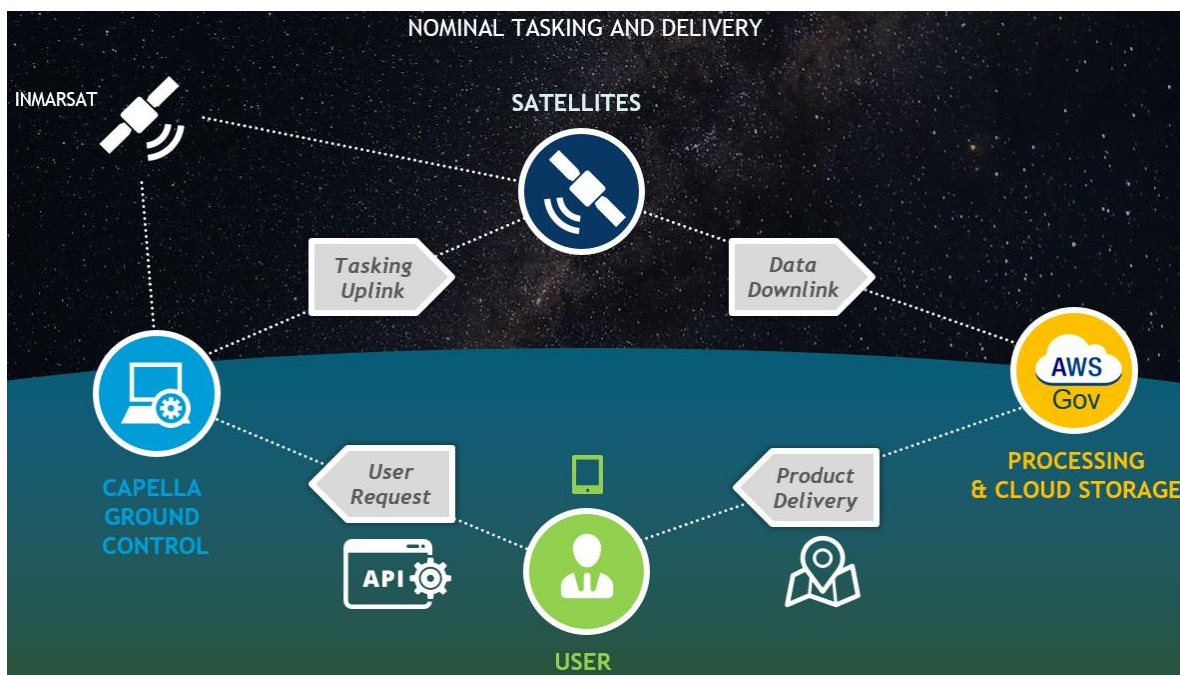 NOMINAL TASKING AND DELIVERY
INMARSAT
SATELLITES
Tasking
Uplink
Data
Downlink
AWS
Gov
PROCESSING
& CLOUD STORAGE
CAPELLA
GROUND
CONTROL
User
Request
Product
Delivery
API
USER